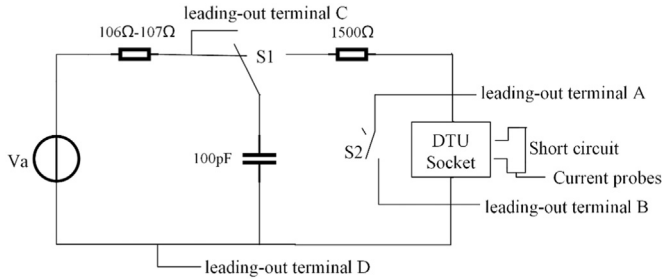 leading-out terminal C
106Ω-107Ω
S1
1500Ω
leading-out terminal A
Va
100pF
S2
DTU
Socket
Short circuit
Current probes
leading-out terminal B
leading-out terminal D